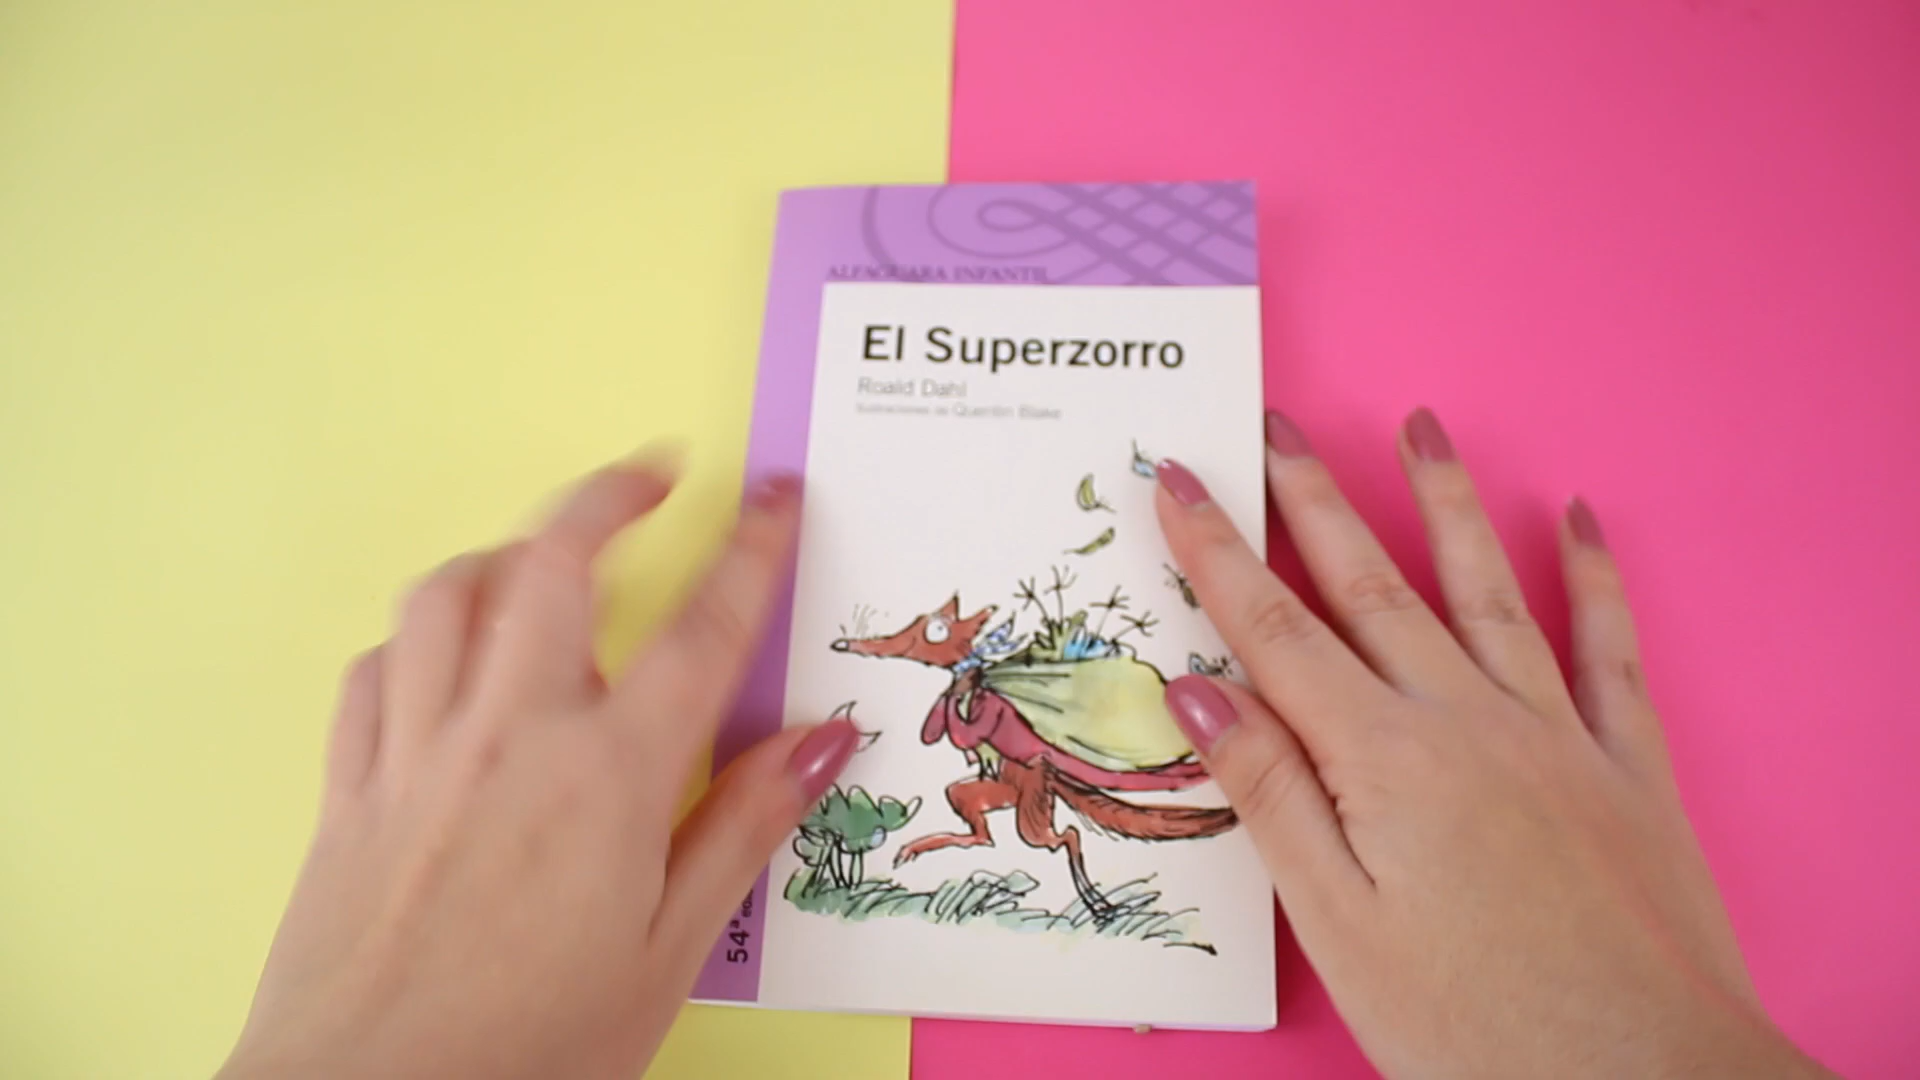 ALFAGUARA INFANTIL
El Superzorro
Roald Dahl
Ilustraciones de Quentin Blake
54ª